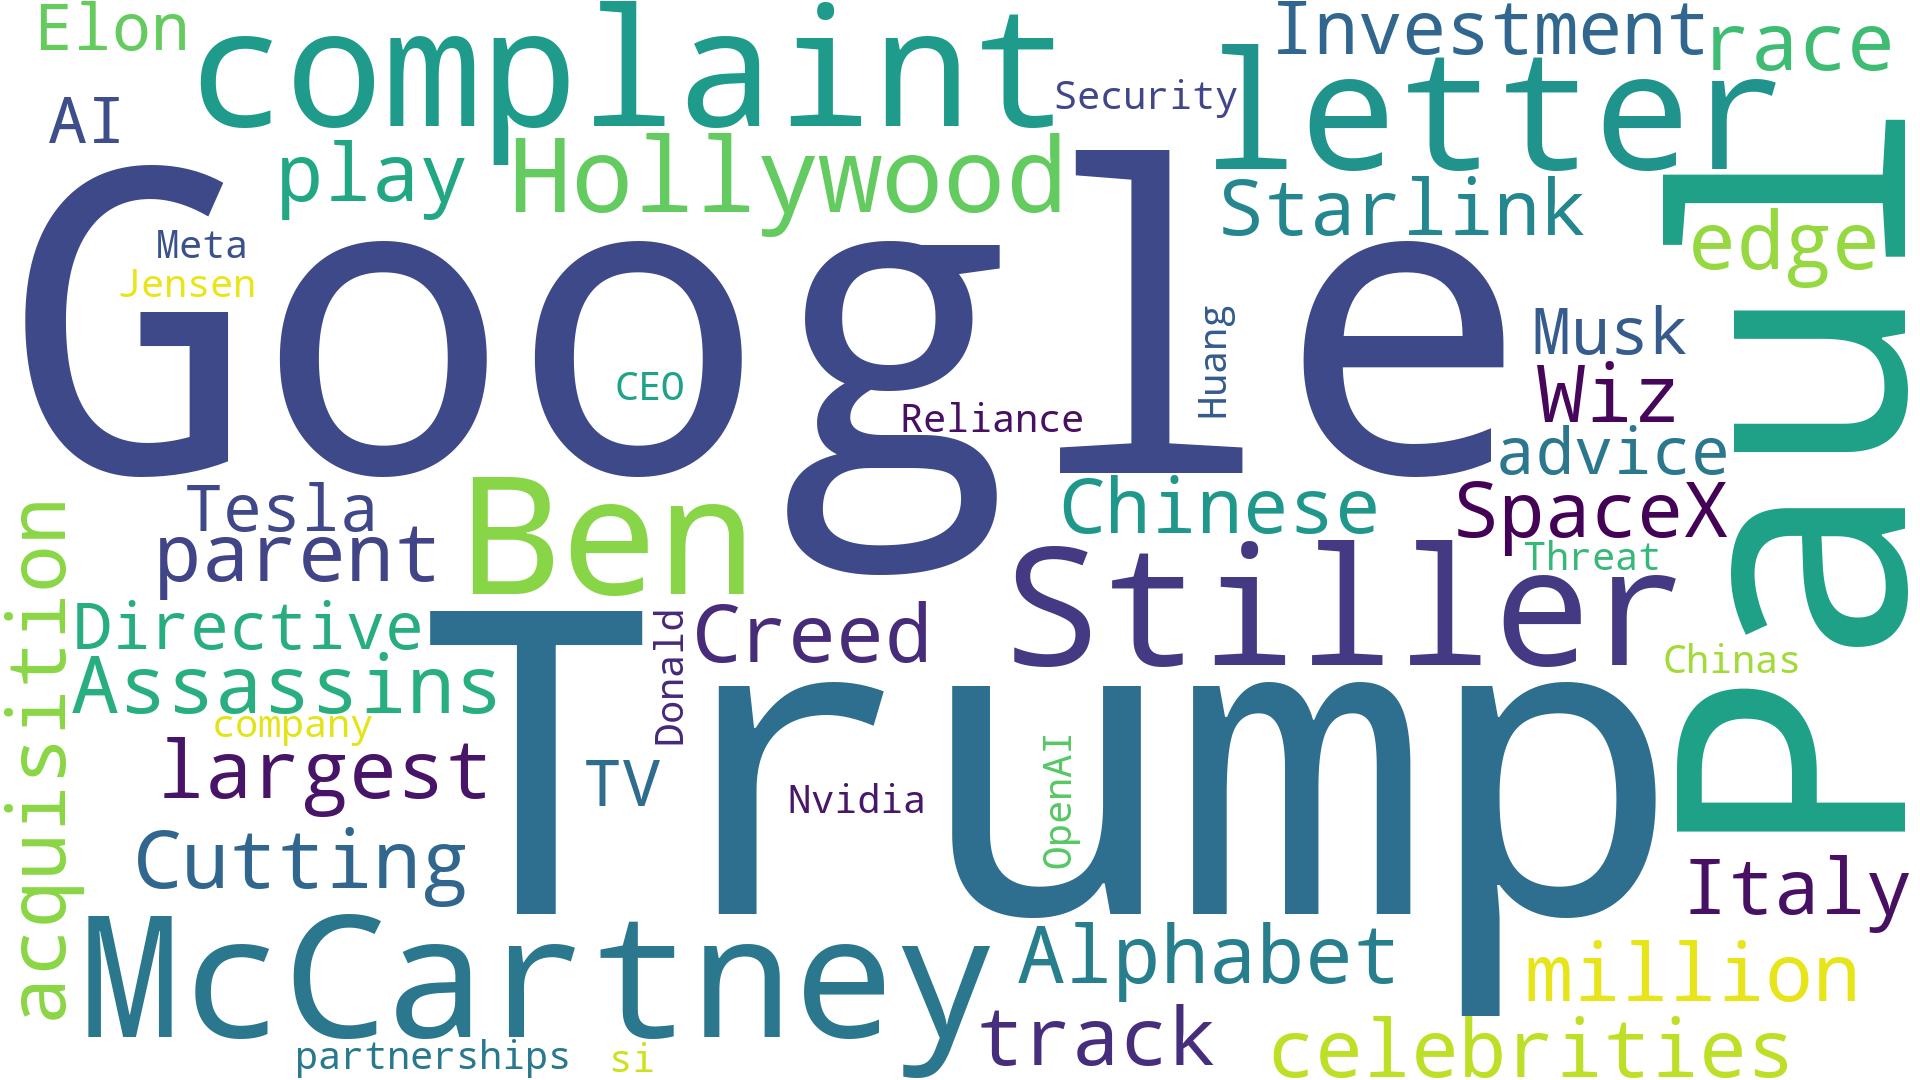 Elon
complaint
Investment
race
AI
Security
letter
play
Hollywood
Starlink
edge
Paul
Google
Meta
Jensen
CEO
Reliance
Huang
Musk
Wiz
advice
Tesla
parent
Ben
Chinese
SpaceX
Threat
Stiller
acquisition
Directive
Assassins
company
largest
Donald
Creed
Chinas
Trump
TV
Nvidia
OpenAI
Cutting
Italy
McCartney
Alphabet
million
track
celebrities
partnerships
si